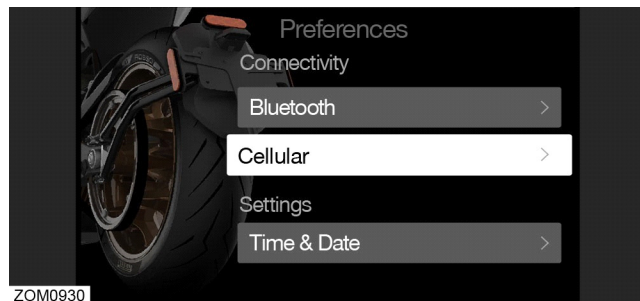 Preferences
Connectivity
Bluetooth
Cellular
Settings
Time & Date
ZOM0930